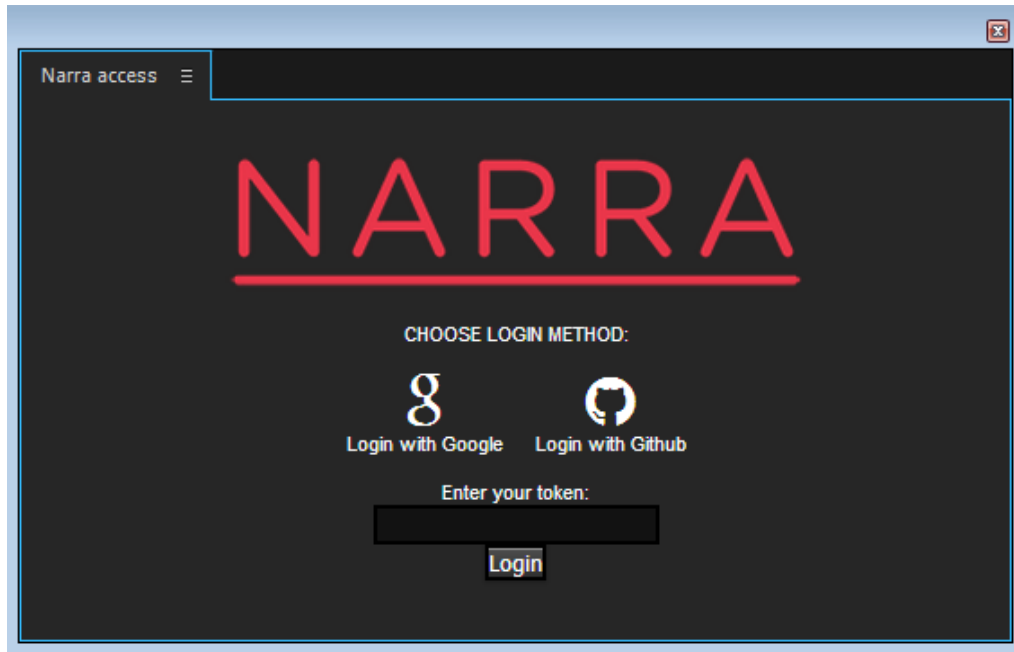 Narra access
NARRA
CHOOSE LOGIN METHOD:
Login with Google Login with Github
Enter your token:
Login